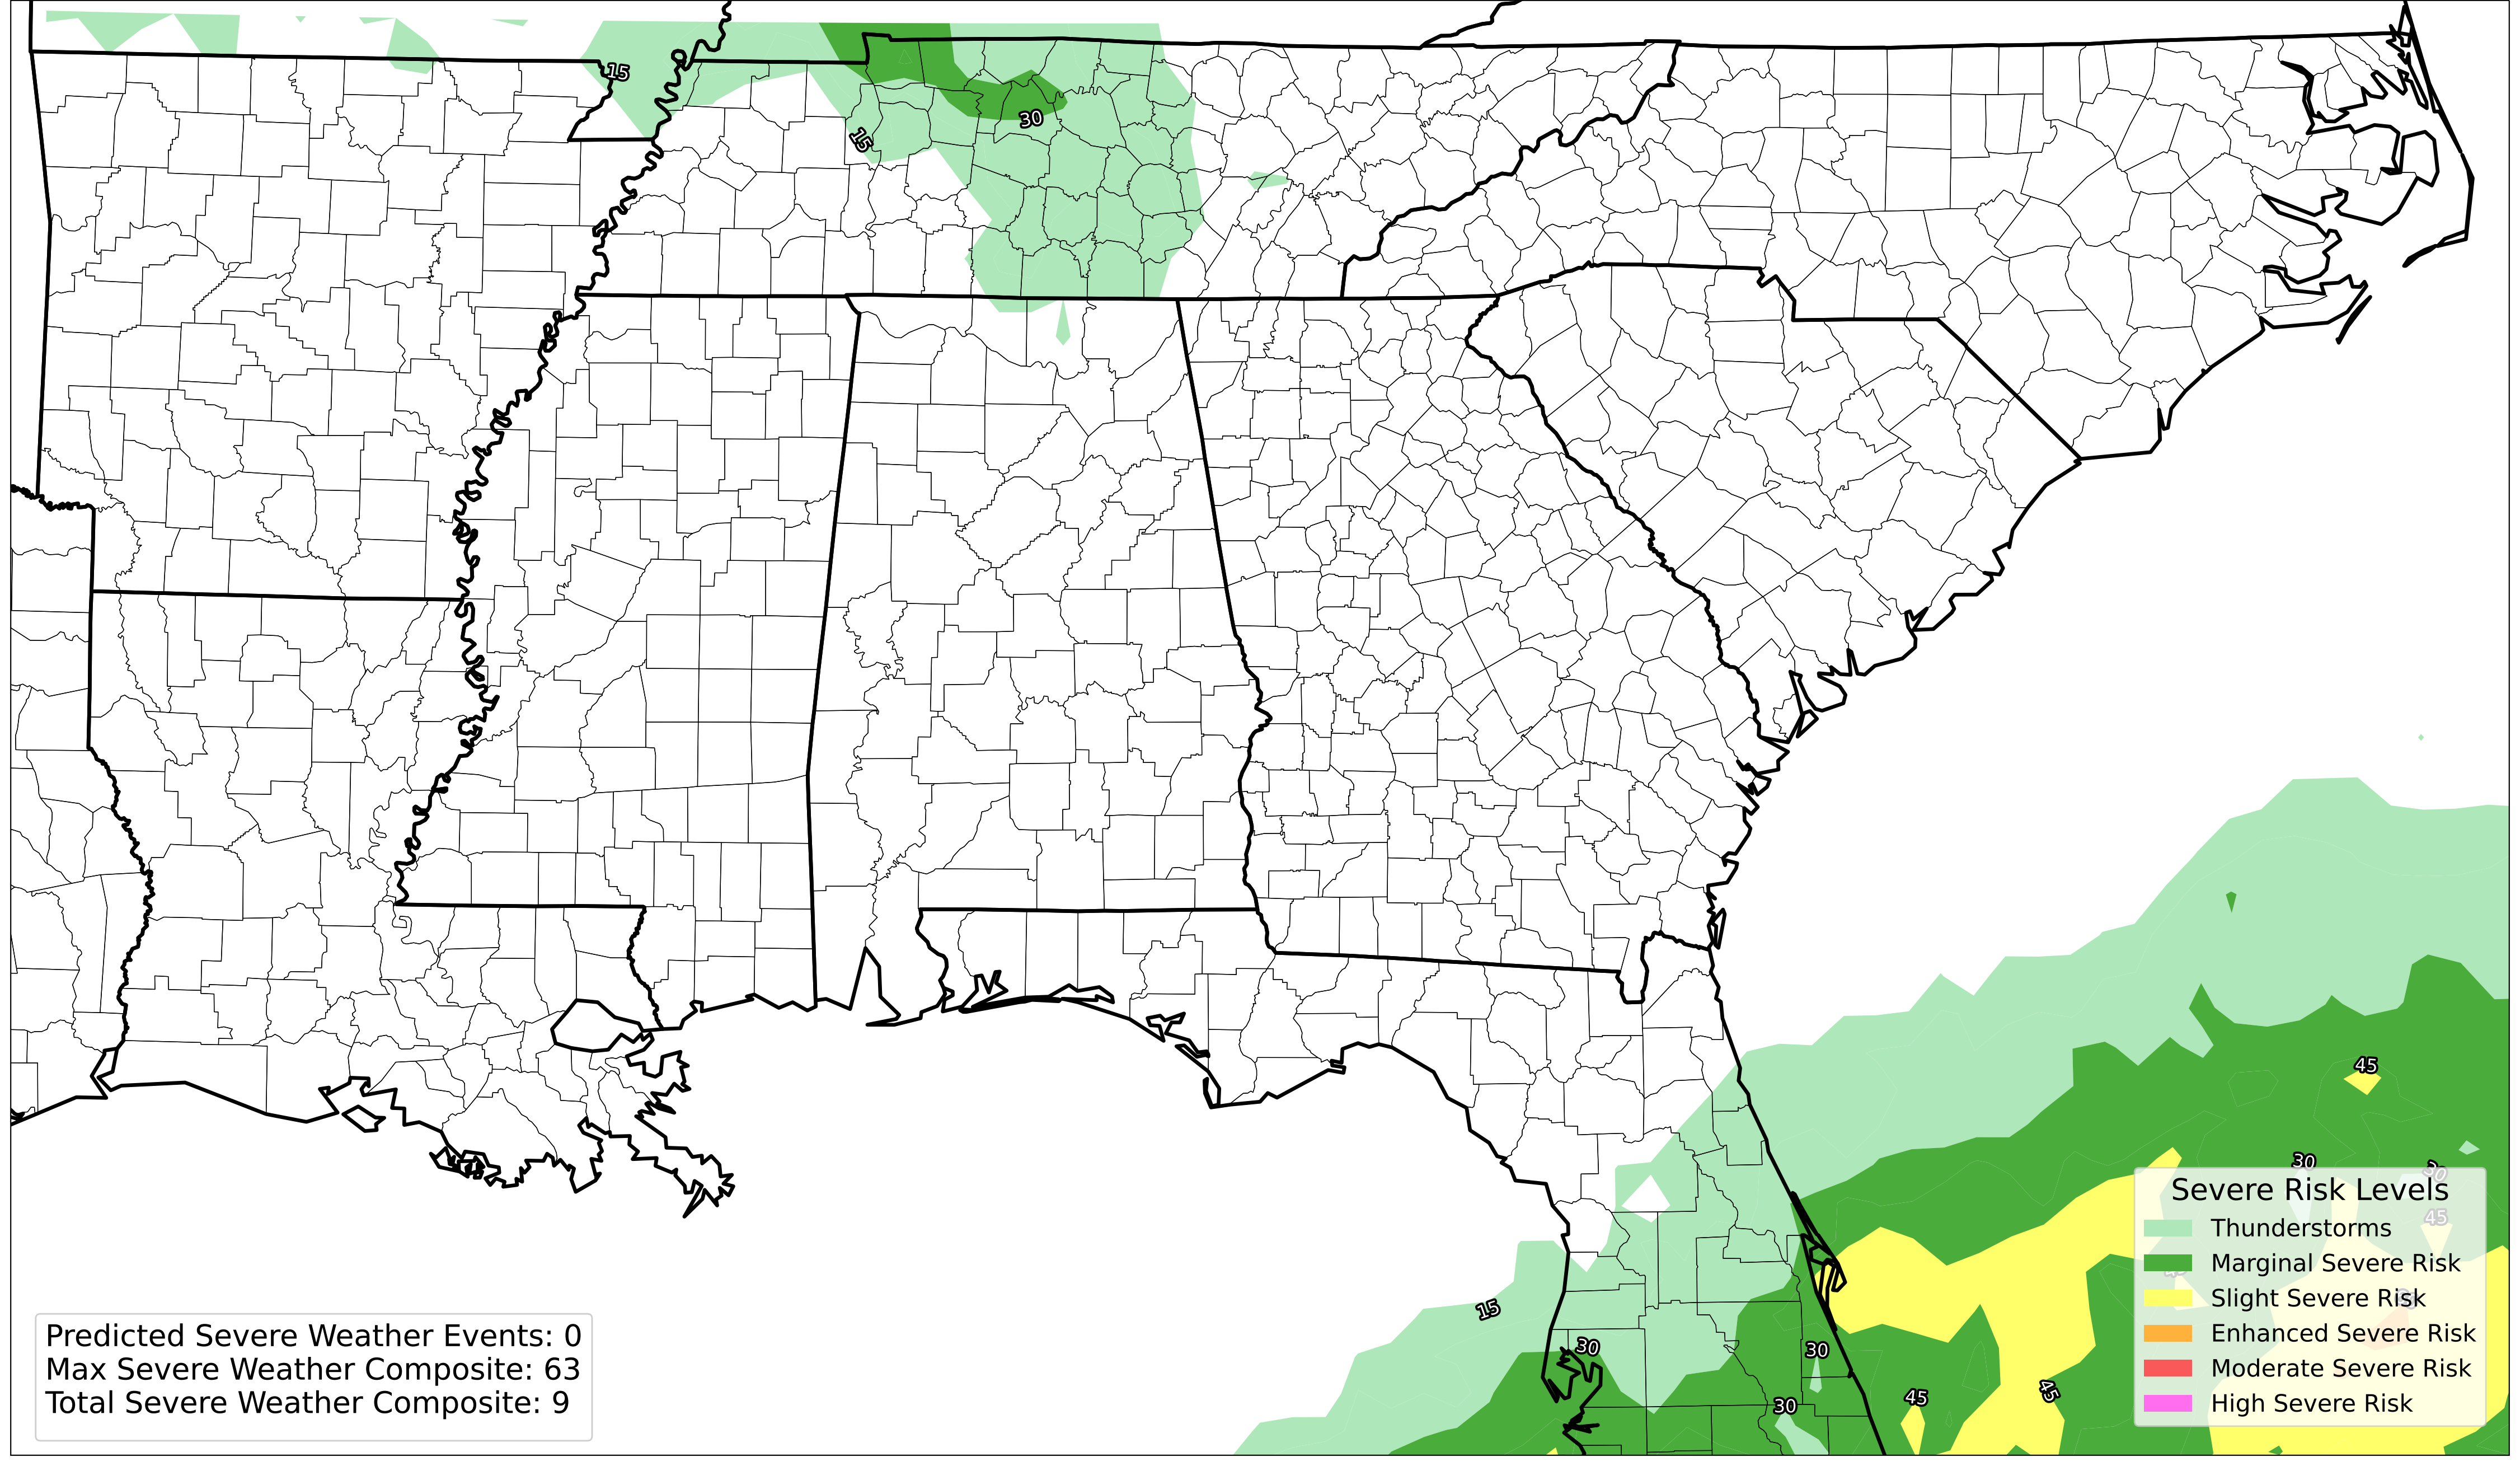 15
15
30
45
30
30
45
15
30
30
45
45
30
Severe Risk Levels
Thunderstorms
Marginal Severe Risk
Slight Severe Risk
Enhanced Severe Risk
Moderate Severe Risk
High Severe Risk
Predicted Severe Weather Events: 0
Max Severe Weather Composite: 63
Total Severe Weather Composite: 9